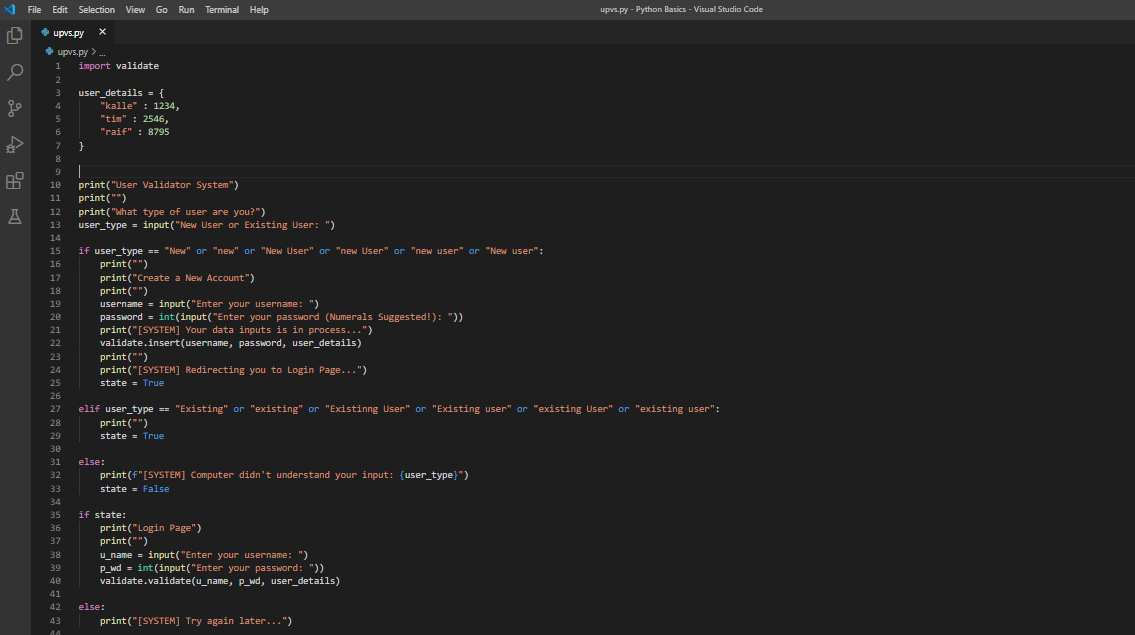 File Edit Selection View Go Run Terminal Help
upvs.py - Python Basics - Visual Studio Code
upvs.py ✕
upvs.py > ...
1 import validate
2
3 user_details = {
4     "kalle" : 1234,
5     "tim" : 2546,
6     "raif" : 8795
7 }
8
9
10 print("User Validator System")
11 print("")
12 print("What type of user are you?")
13 user_type = input("New User or Existing User: ")
14
15 if user_type == "New" or "new" or "New User" or "new User" or "new user" or "New user":
16     print("")
17     print("Create a New Account")
18     print("")
19     username = input("Enter your username: ")
20     password = int(input("Enter your password (Numerals Suggested!): "))
21     print("[SYSTEM] Your data inputs is in process...")
22     validate.insert(username, password, user_details)
23     print("")
24     print("[SYSTEM] Redirecting you to Login Page...")
25     state = True
26
27 elif user_type == "Existing" or "existing" or "Existinng User" or "Existing user" or "existing User" or "existing user":
28     print("")
29     state = True
30
31 else:
32     print(f"[SYSTEM] Computer didn't understand your input: {user_type}")
33     state = False
34
35 if state:
36     print("Login Page")
37     print("")
38     u_name = input("Enter your username: ")
39     p_wd = int(input("Enter your password: "))
40     validate.validate(u_name, p_wd, user_details)
41
42 else:
43     print("[SYSTEM] Try again later...")
44